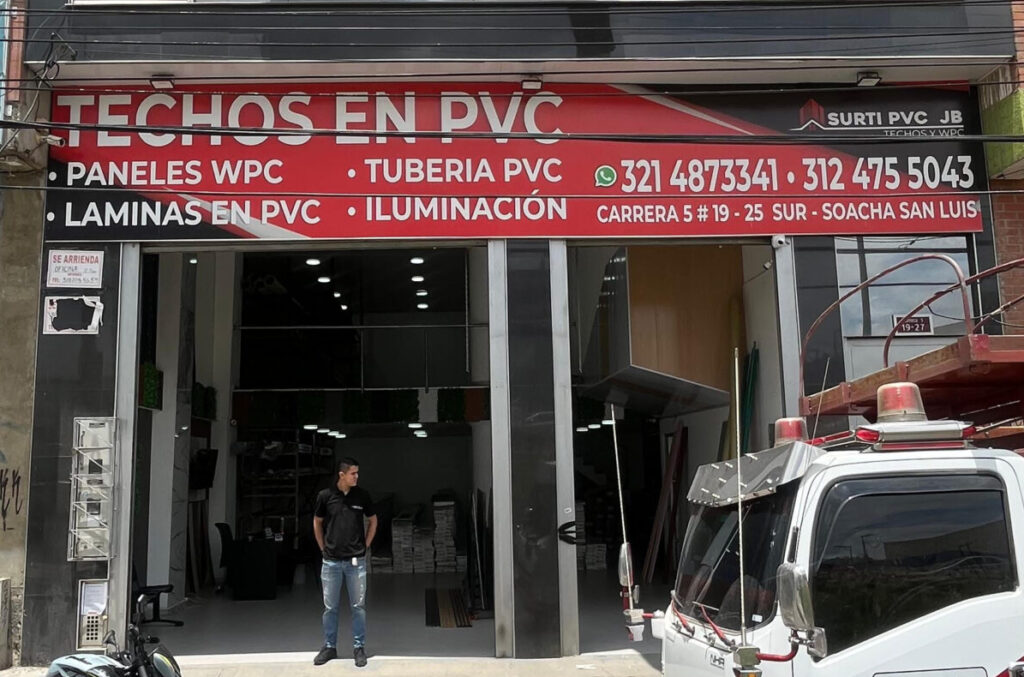 TECHOS EN PVC
SURTI PVC JB
TECHOS Y WPC
• PANELES WPC
• TUBERIA PVC
321 4873341 • 312 475 5043
• LAMINAS EN PVC
• ILUMINACIÓN
CARRERA 5 # 19 - 25 SUR - SOACHA SAN LUIS
SE ARRIENDA
OFICINA
19-27